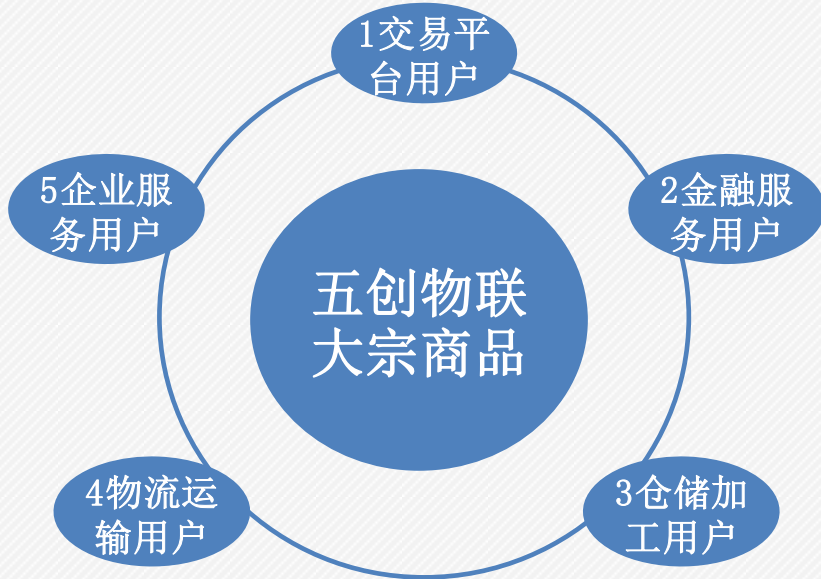 1交易平
台用户
2金融服
务用户
3仓储加
工用户
4物流运
输用户
5企业服
务用户
五创物联
大宗商品